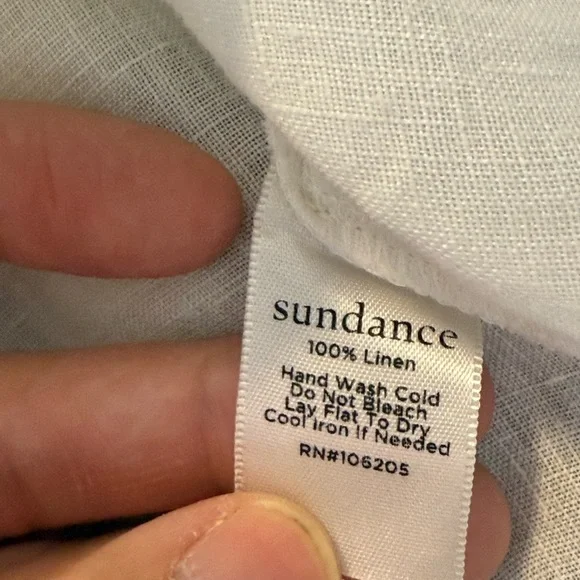 sundance
100% Linen
Hand Wash Cold
Do Not Bleach
Lay Flat To Dry
Cool Iron If Needed
RN#106205